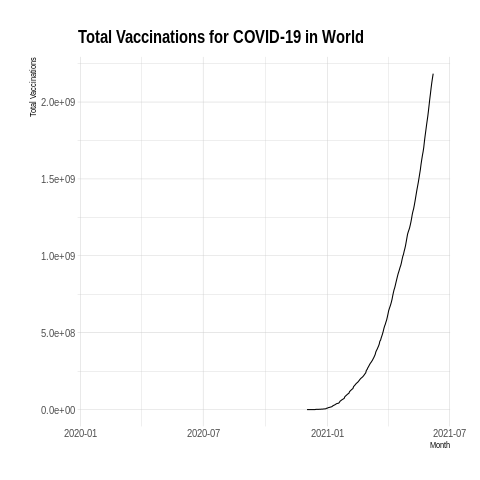 Total Vaccinations for COVID-19 in World
Total Vaccinations
2.0e+09
1.5e+09
1.0e+09
5.0e+08
0.0e+00
2020-01 2020-07 2021-01 2021-07
Month